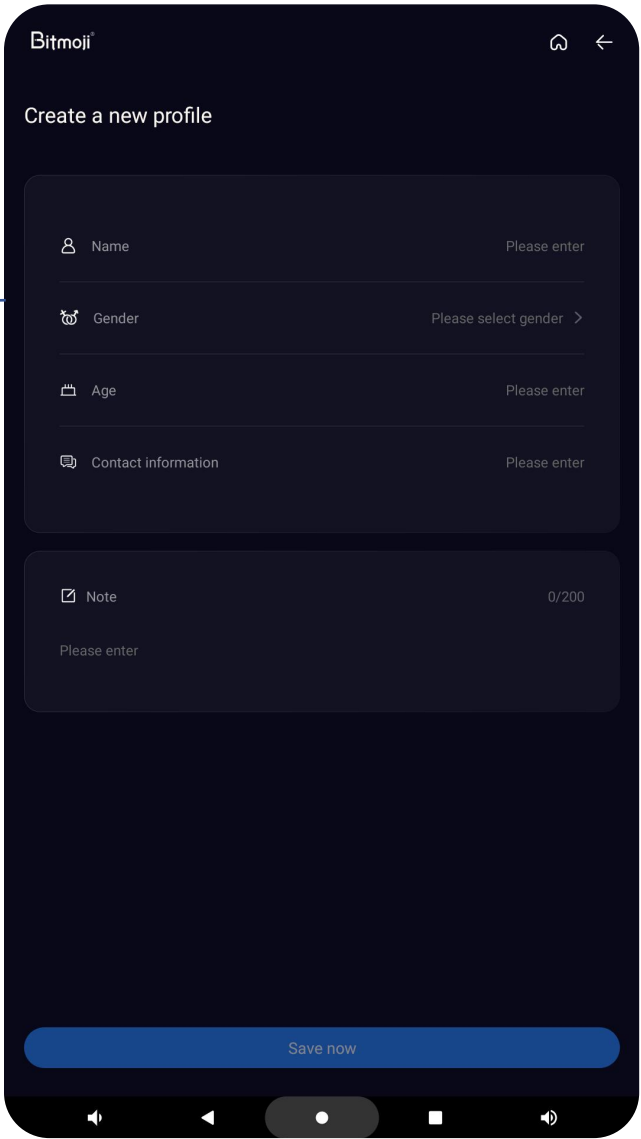 Bitmoji®
Create a new profile
Name Please enter
Gender Please select gender
Age Please enter
Contact information Please enter
Note 0/200
Please enter
Save now